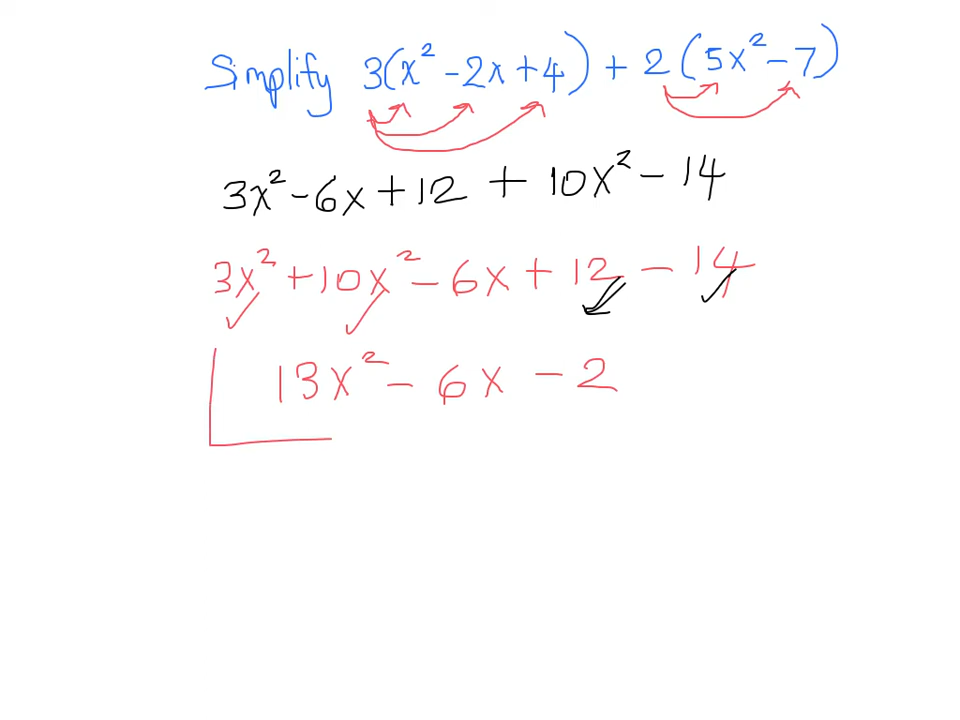 Simplify 3(x² - 2x + 4) + 2(5x² - 7)
3x² - 6x + 12 + 10x² - 14
3x² + 10x² - 6x + 12 - 14
13x² - 6x - 2